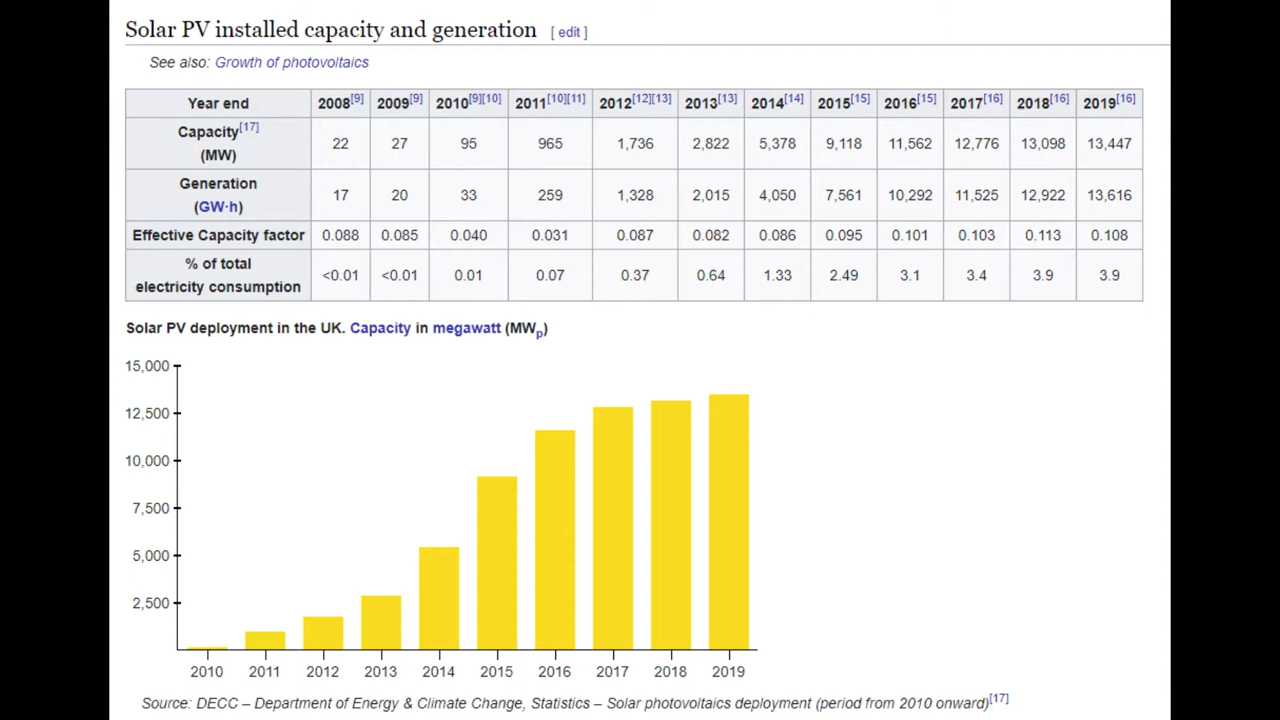 Solar PV installed capacity and generation [ edit ]
See also: Growth of photovoltaics
Year end 2008[9] 2009[9] 2010[9][10] 2011[10][11] 2012[12][13] 2013[13] 2014[14] 2015[15] 2016[15] 2017[16] 2018[16] 2019[16]
Capacity[17]
(MW) 22 27 95 965 1,736 2,822 5,378 9,118 11,562 12,776 13,098 13,447
Generation
(GW·h) 17 20 33 259 1,328 2,015 4,050 7,561 10,292 11,525 12,922 13,616
Effective Capacity factor 0.088 0.085 0.040 0.031 0.087 0.082 0.086 0.095 0.101 0.103 0.113 0.108
% of total
electricity consumption <0.01 <0.01 0.01 0.07 0.37 0.64 1.33 2.49 3.1 3.4 3.9 3.9
Solar PV deployment in the UK. Capacity in megawatt (MWp)
15,000
12,500
10,000
7,500
5,000
2,500
2010 2011 2012 2013 2014 2015 2016 2017 2018 2019
Source: DECC – Department of Energy & Climate Change, Statistics – Solar photovoltaics deployment (period from 2010 onward)[17]